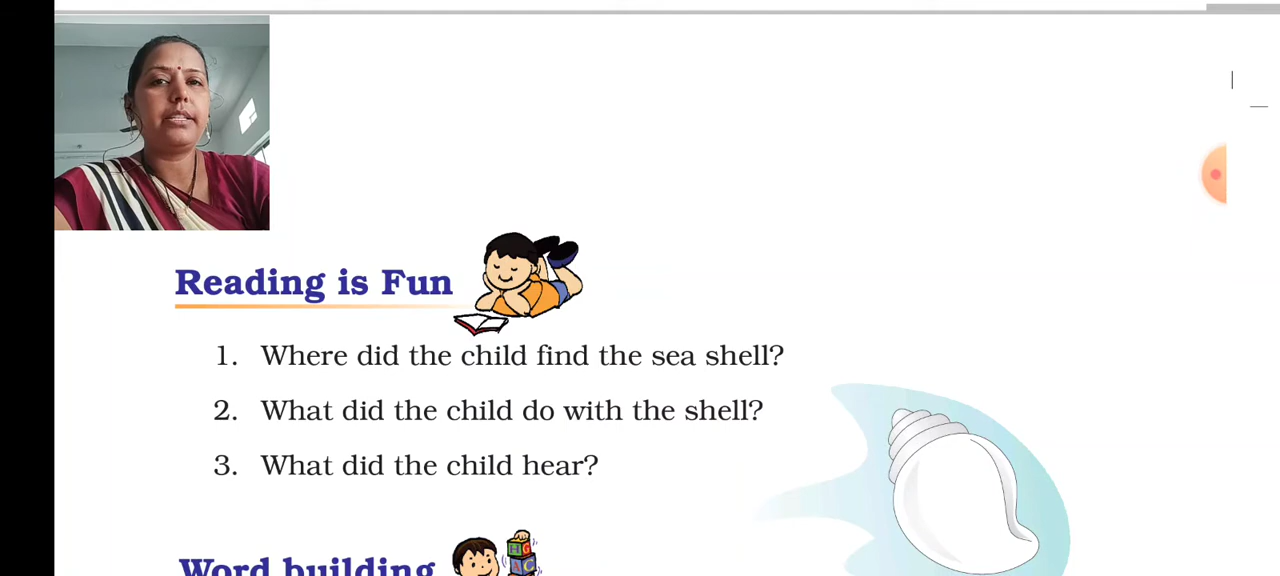 Reading is Fun
1. Where did the child find the sea shell?
2. What did the child do with the shell?
3. What did the child hear?
Word building
H G
A C